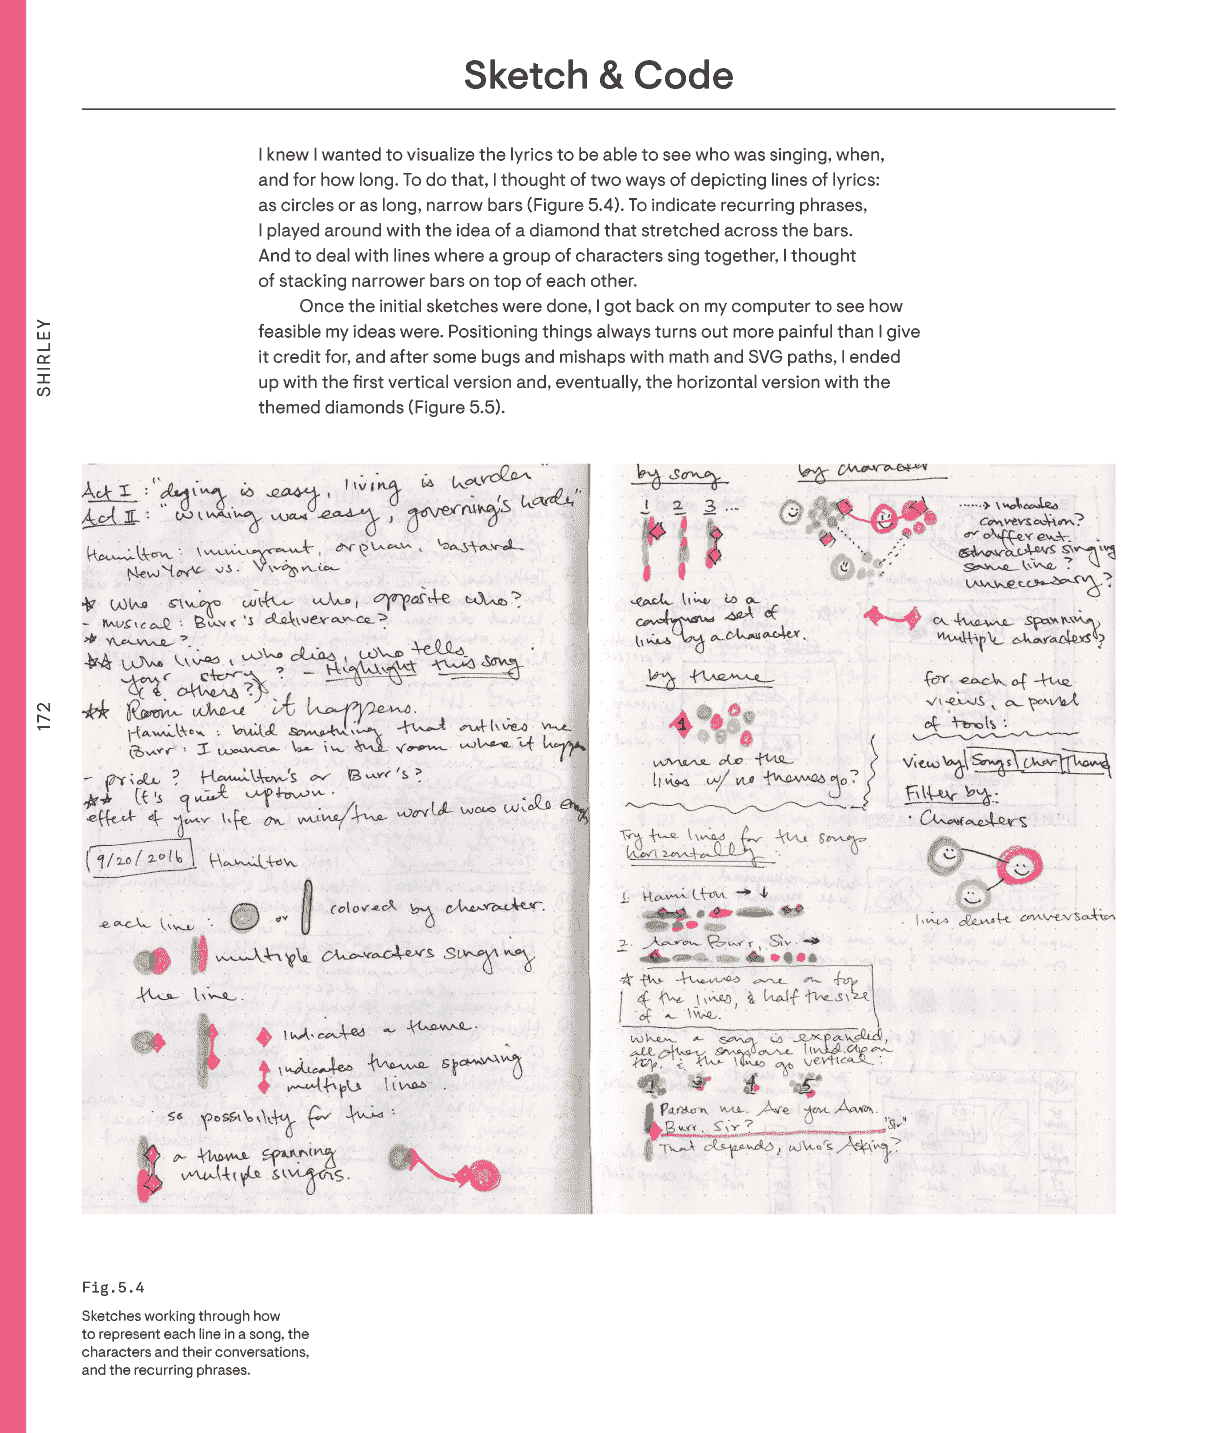 Sketch & Code
I knew I wanted to visualize the lyrics to be able to see who was singing, when,
and for how long. To do that, I thought of two ways of depicting lines of lyrics:
as circles or as long, narrow bars (Figure 5.4). To indicate recurring phrases,
I played around with the idea of a diamond that stretched across the bars.
And to deal with lines where a group of characters sing together, I thought
of stacking narrower bars on top of each other.
Once the initial sketches were done, I got back on my computer to see how
feasible my ideas were. Positioning things always turns out more painful than I give
it credit for, and after some bugs and mishaps with math and SVG paths, I ended
up with the first vertical version and, eventually, the horizontal version with the
themed diamonds (Figure 5.5).
SHIRLEY
172
Act I : "dying is easy, living is harder"
Act II : "winning was easy, governing's harder"
Hamilton : immigrant, orphan, bastard
New York vs. Virginia
☆ who sings with who, opposite who?
- musical : Burr's deliverance?
* name?
☆☆ Who lives, who dies, who tells
your story ? - Highlight this song
(& others?)
☆☆ Room where it happens.
Hamilton : build something that outlives me
Burr : I wanna be in the room where it happ
- pride ? Hamilton's or Burr's?
☆☆ It's quiet uptown.
effect of your life on mine/the world was wide
9/20/2016 Hamilton
each line : or colored by character.
multiple characters singing
the line.
indicates a theme.
indicates theme spanning
multiple lines.
so possibility for this :
a theme spanning
multiple singers.
by song
1 2 3 ...
each line is a
contiguous set of
lines by a character.
by character
indicates
conversation?
or different
characters singing
same line?
unnecessary?
a theme spanning
multiple characters?
by theme
1
where do the
lines w/ no themes go?
for each of the
views, a panel
of tools :
view by Songs Char Theme
Filter by :
· Characters
lines denote conversation
Try the lines for the songs
horizontally.
1. Hamilton → ↓
2. Aaron Burr, Sir. →
☆ the themes are on top
of the lines, & half the size
of a line.
when a song is expanded,
all other songs are lined up on
top, & the lines go vertical :
1 3 4 5
Pardon me. Are you Aaron
Burr, Sir? "Sir"
That depends, who's Asking?
Fig.5.4
Sketches working through how
to represent each line in a song, the
characters and their conversations,
and the recurring phrases.